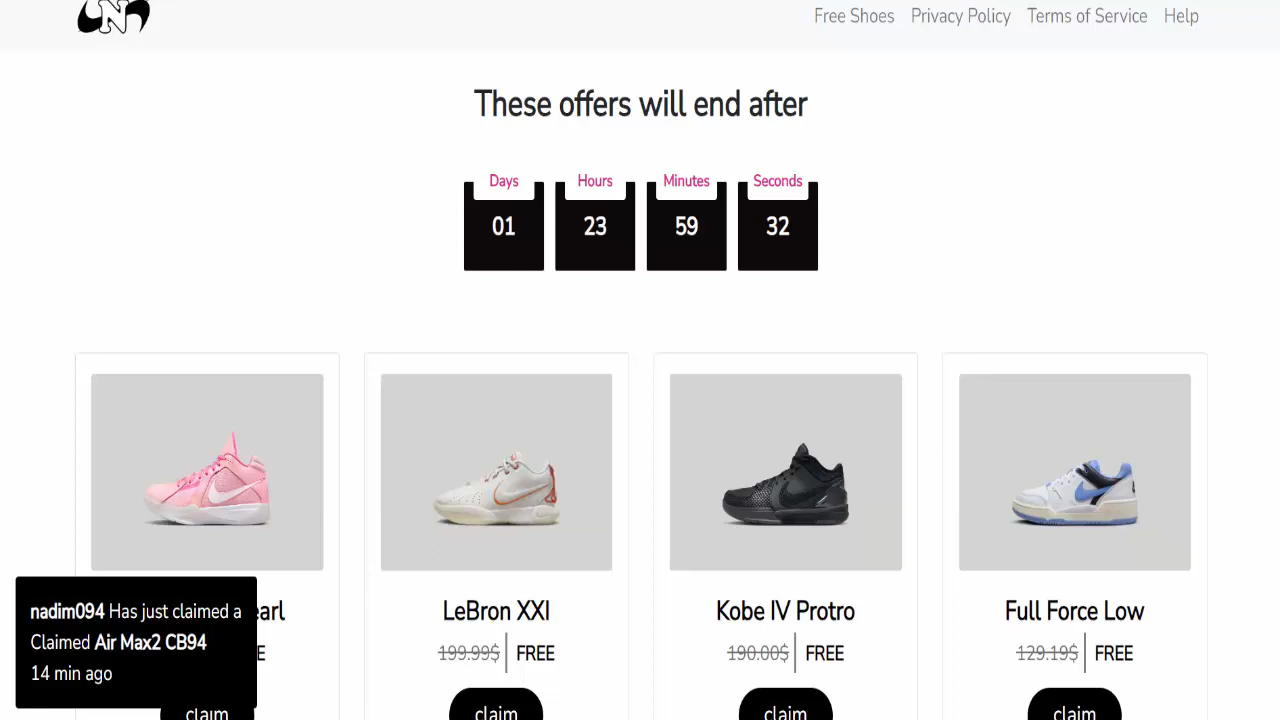 N
Free Shoes Privacy Policy Terms of Service Help
These offers will end after
Days Hours Minutes Seconds
01 23 59 32
earl
LeBron XXI
199.99$ FREE
Kobe IV Protro
190.00$ FREE
Full Force Low
129.19$ FREE
nadim094 Has just claimed a
Claimed Air Max2 CB94
14 min ago
claim claim claim claim